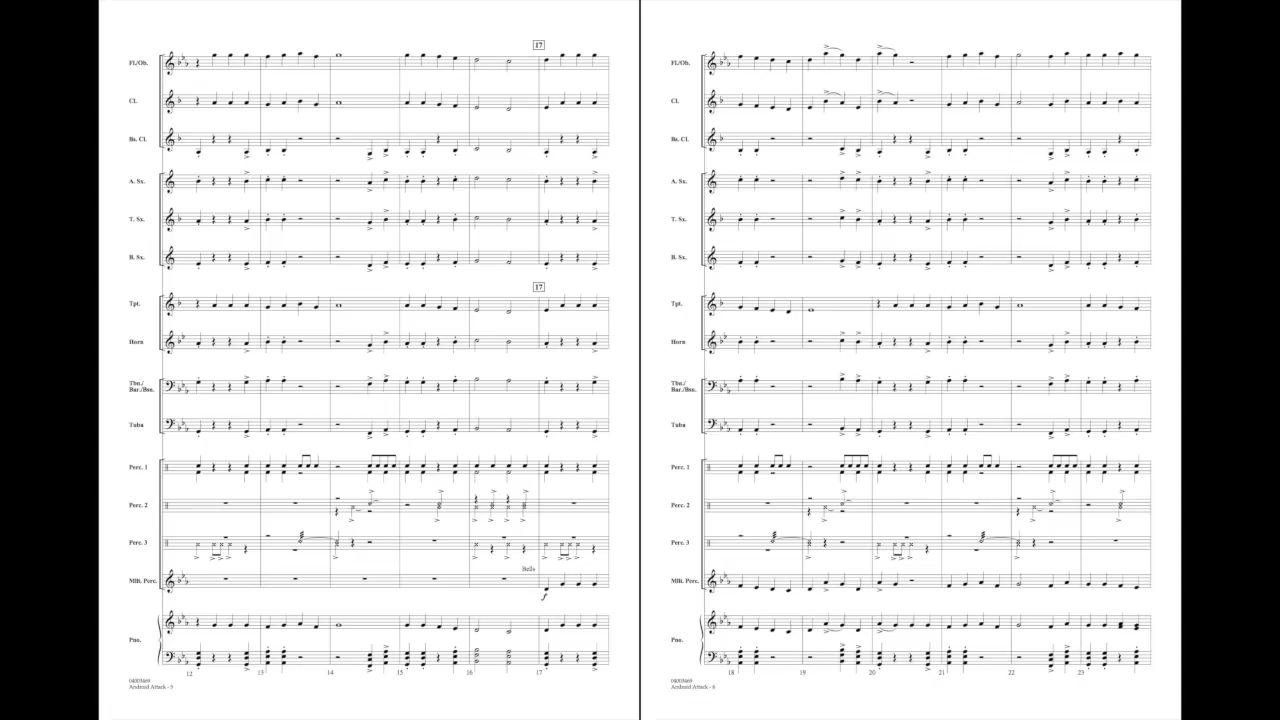 17
Fl./Ob.
Cl.
Bs. Cl.
A. Sx.
T. Sx.
B. Sx.
17
Tpt.
Horn
Tbn./
Bar./Bsn.
Tuba
Perc. 1
Perc. 2
Perc. 3
Bells
Mlt. Perc.
f
Pno.
12 13 14 15 16 17
04003469
Android Attack - 5
Fl./Ob.
Cl.
Bs. Cl.
A. Sx.
T. Sx.
B. Sx.
Tpt.
Horn
Tbn./
Bar./Bsn.
Tuba
Perc. 1
Perc. 2
Perc. 3
Mlt. Perc.
Pno.
18 19 20 21 22 23
04003469
Android Attack - 6